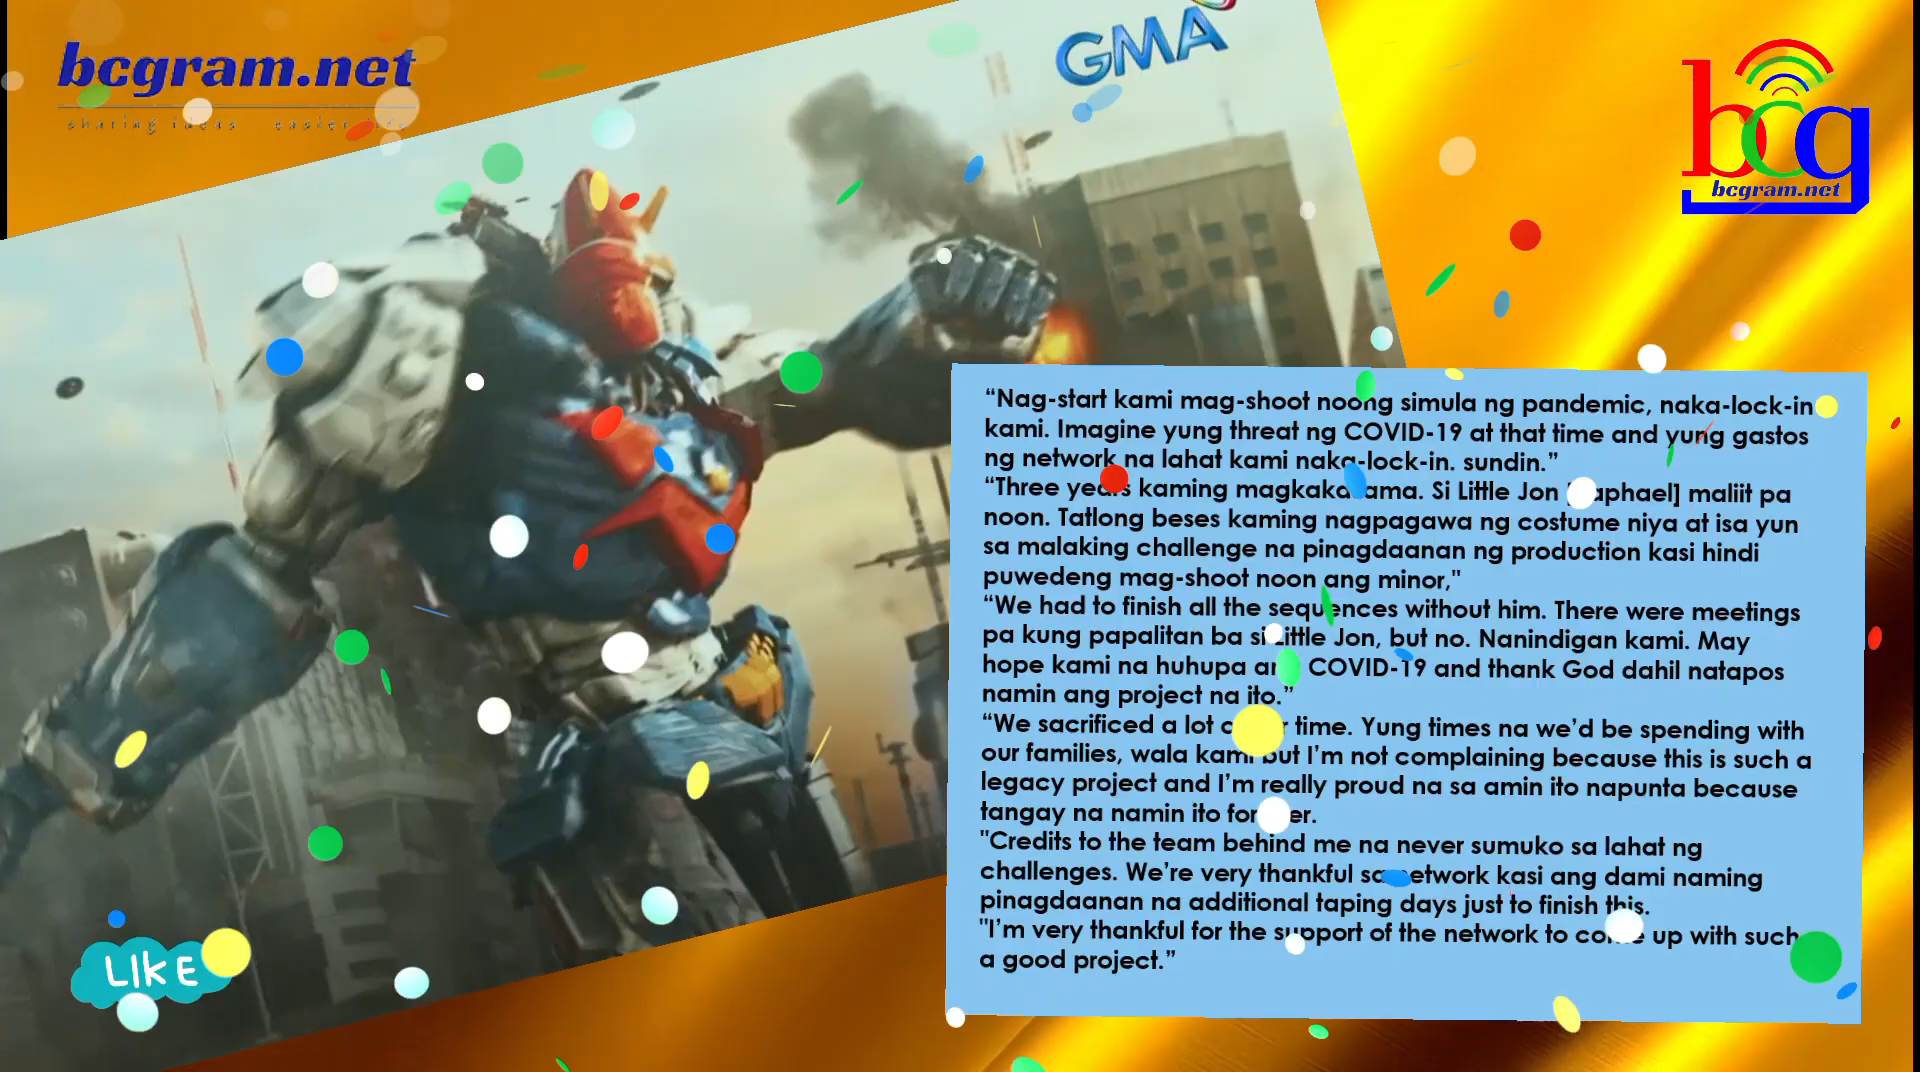 bcgram.net
sharing ideas
GMA
bcg
bcgram.net
“Nag-start kami mag-shoot noong simula ng pandemic, naka-lock-in
kami. Imagine yung threat ng COVID-19 at that time and yung gastos
ng network na lahat kami naka-lock-in. sundin.”
“Three years kaming magkakasama. Si Little Jon [Raphael] maliit pa
noon. Tatlong beses kaming nagpagawa ng costume niya at isa yun
sa malaking challenge na pinagdaanan ng production kasi hindi
puwedeng mag-shoot noon ang minor,"
“We had to finish all the sequences without him. There were meetings
pa kung papalitan ba si Little Jon, but no. Nanindigan kami. May
hope kami na huhupa ang COVID-19 and thank God dahil natapos
namin ang project na ito.”
“We sacrificed a lot of our time. Yung times na we’d be spending with
our families, wala kami but I’m not complaining because this is such a
legacy project and I’m really proud na sa amin ito napunta because
tangay na namin ito forever.
"Credits to the team behind me na never sumuko sa lahat ng
challenges. We’re very thankful sa network kasi ang dami naming
pinagdaanan na additional taping days just to finish this.
"I’m very thankful for the support of the network to come up with such
a good project.”
LIKE